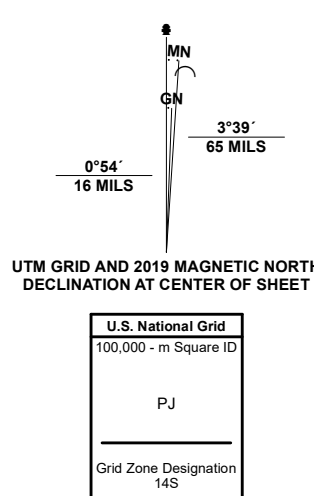 MN
GN
3°39´
65 MILS
0°54´
16 MILS
UTM GRID AND 2019 MAGNETIC NORTH
DECLINATION AT CENTER OF SHEET
U.S. National Grid
100,000 - m Square ID
PJ
Grid Zone Designation
14S